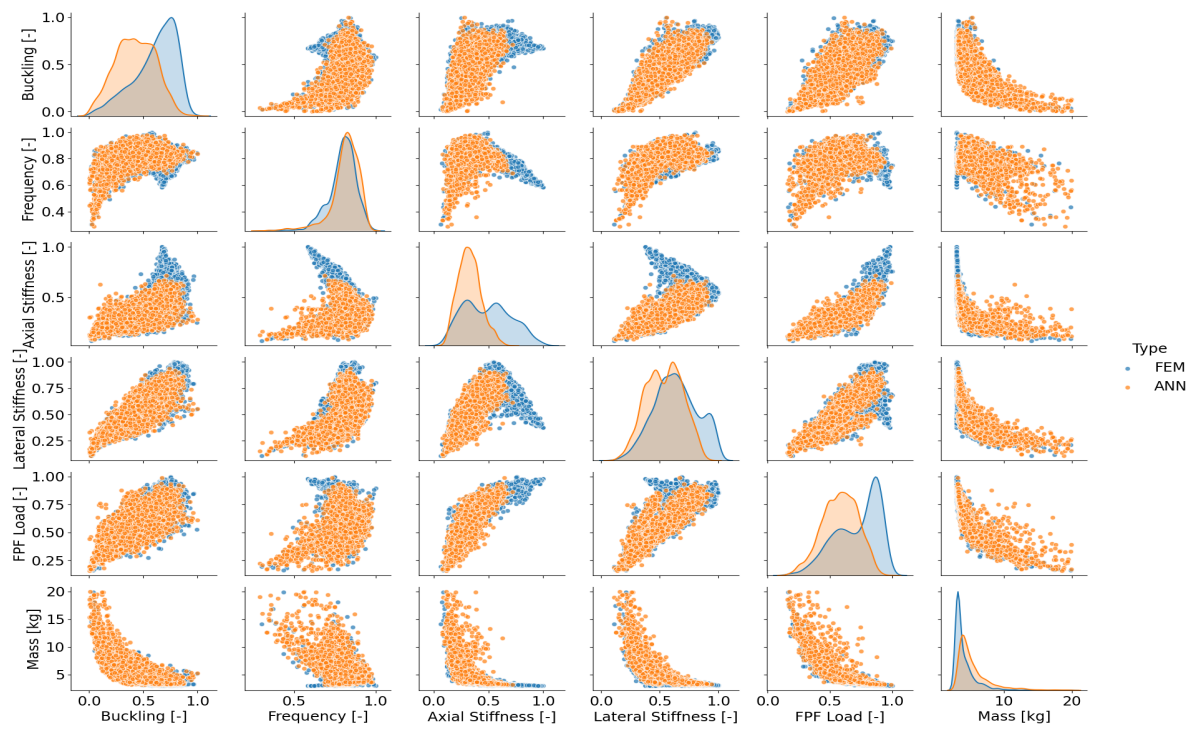 1.0
0.5
0.0
Buckling [-]
1.0
0.8
0.6
0.4
Frequency [-]
1.0
0.5
Axial Stiffness [-]
1.00
0.75
0.50
0.25
Lateral Stiffness [-]
1.00
0.75
0.50
0.25
FPF Load [-]
20
15
10
5
Mass [kg]
0.0 0.5 1.0
Buckling [-]
0.5 1.0
Frequency [-]
0.0 0.5 1.0
Axial Stiffness [-]
0.0 0.5 1.0
Lateral Stiffness [-]
0.0 0.5 1.0
FPF Load [-]
10 20
Mass [kg]
Type
FEM
ANN